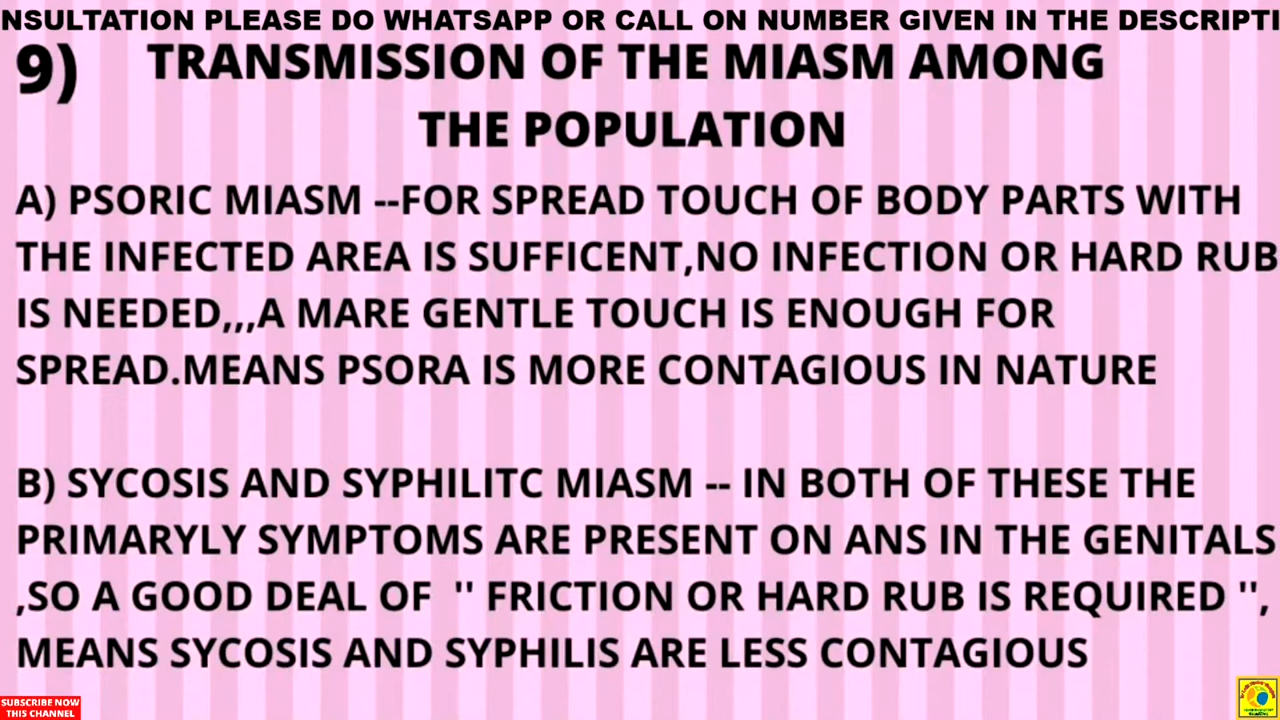 NSULTATION PLEASE DO WHATSAPP OR CALL ON NUMBER GIVEN IN THE DESCRIPTI
9) TRANSMISSION OF THE MIASM AMONG
THE POPULATION
A) PSORIC MIASM --FOR SPREAD TOUCH OF BODY PARTS WITH
THE INFECTED AREA IS SUFFICENT,NO INFECTION OR HARD RUB
IS NEEDED,,,A MARE GENTLE TOUCH IS ENOUGH FOR
SPREAD.MEANS PSORA IS MORE CONTAGIOUS IN NATURE
B) SYCOSIS AND SYPHILITC MIASM -- IN BOTH OF THESE THE
PRIMARYLY SYMPTOMS ARE PRESENT ON ANS IN THE GENITALS
,SO A GOOD DEAL OF '' FRICTION OR HARD RUB IS REQUIRED '',
MEANS SYCOSIS AND SYPHILIS ARE LESS CONTAGIOUS
SUBSCRIBE NOW
THIS CHANNEL